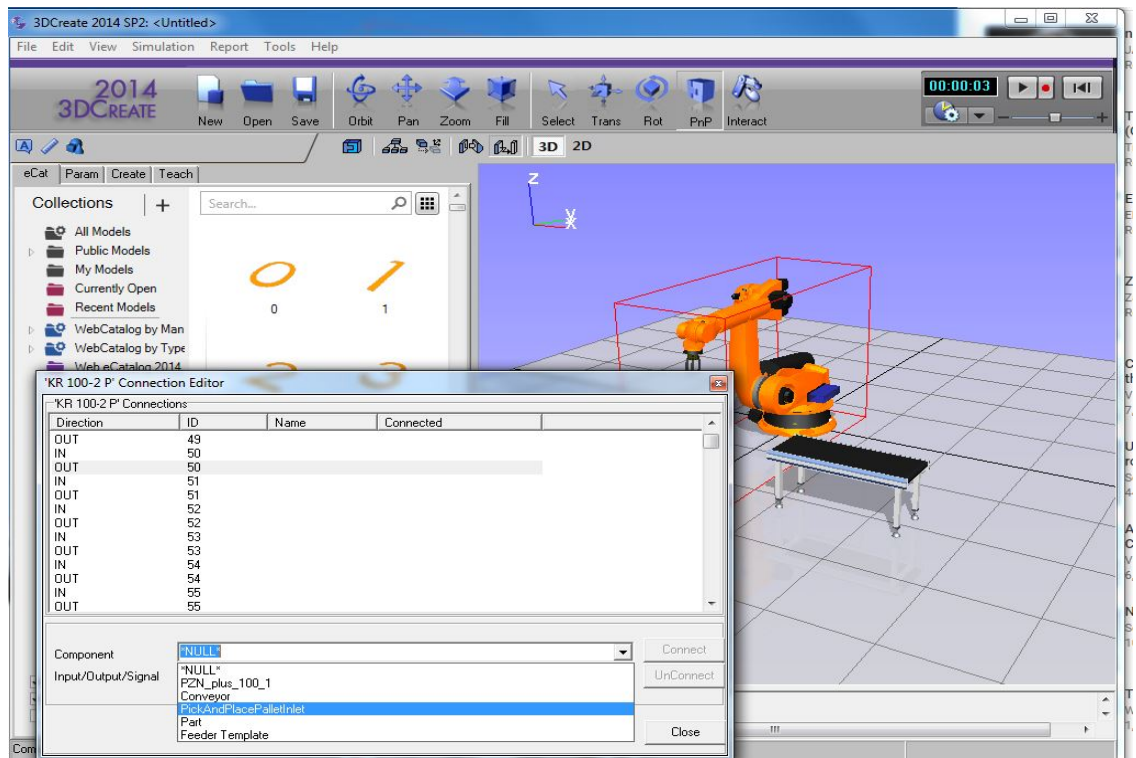 3DCreate 2014 SP2: <Untitled>
File Edit View Simulation Report Tools Help
2014
3DCREATE
New Open Save Orbit Pan Zoom Fill Select Trans Rot PnP Interact
00:00:03
3D 2D
eCat Param Create Teach
Collections
Search...
All Models
Public Models
My Models
Currently Open
Recent Models
WebCatalog by Man
WebCatalog by Type
Web eCatalog 2014
0 1
Z
'KR 100-2 P' Connection Editor
'KR 100-2 P' Connections
Direction ID Name Connected
OUT 49
IN 50
OUT 50
IN 51
OUT 51
IN 52
OUT 52
IN 53
OUT 53
IN 54
OUT 54
IN 55
OUT 55
Component *NULL* Connect
Input/Output/Signal UnConnect
*NULL*
PZN_plus_100_1
Conveyor
PickAndPlacePalletInlet
Part
Feeder Template
Close
Com